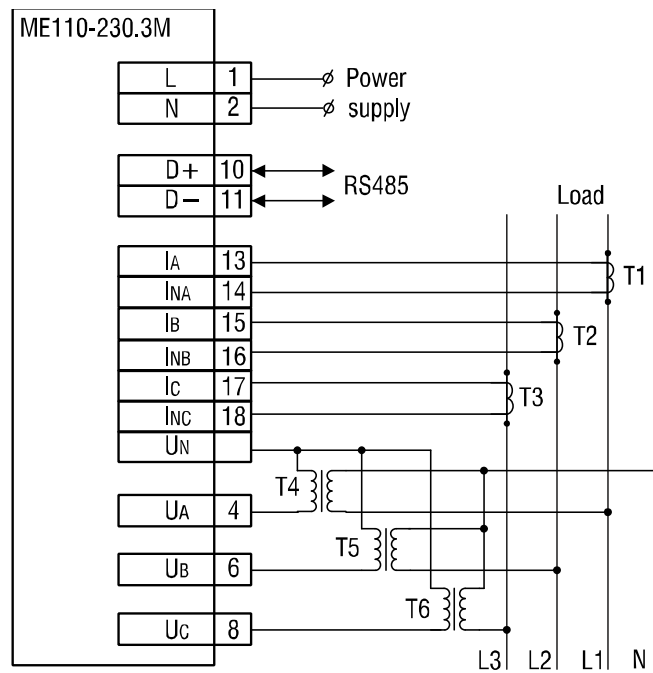 ME110-230.3M
L 1 Power
N 2 supply
D+ 10
RS485
D− 11
Load
IA 13
T1
INA 14
IB 15
T2
INB 16
IC 17
T3
INC 18
UN
T4
UA 4
T5
UB 6
T6
UC 8
L3 L2 L1 N